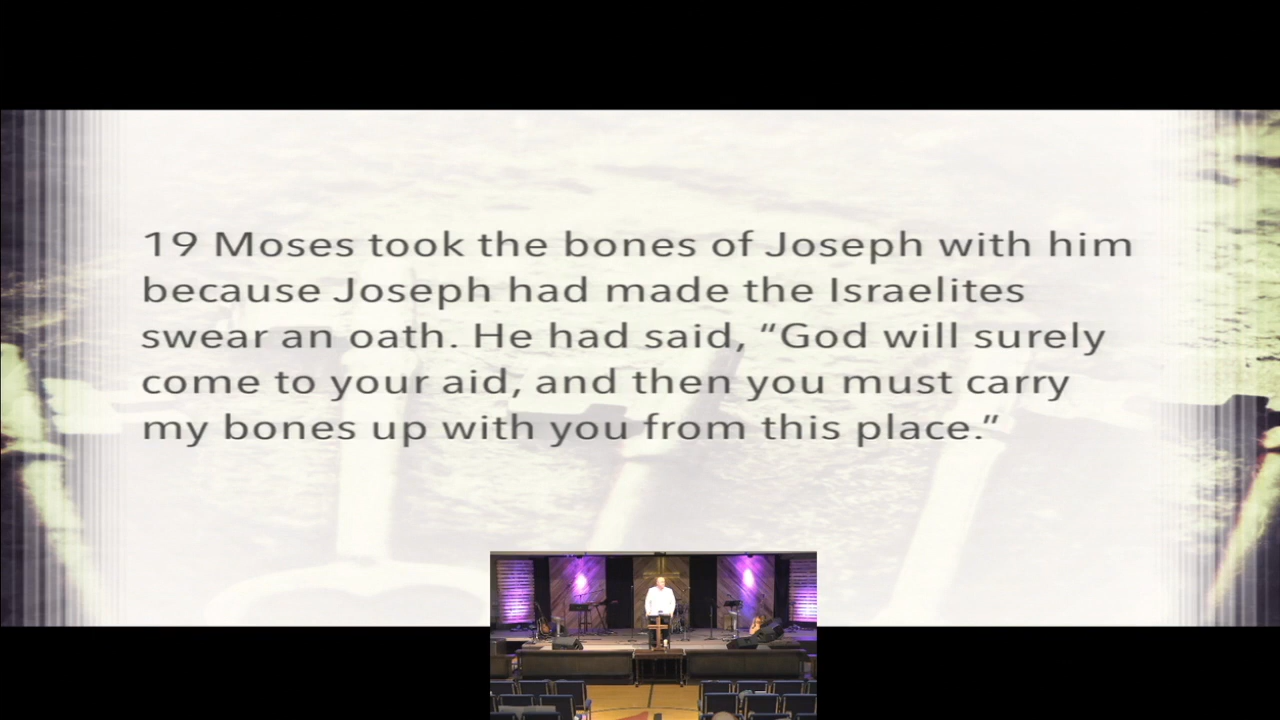 19 Moses took the bones of Joseph with him
because Joseph had made the Israelites
swear an oath. He had said, “God will surely
come to your aid, and then you must carry
my bones up with you from this place.”